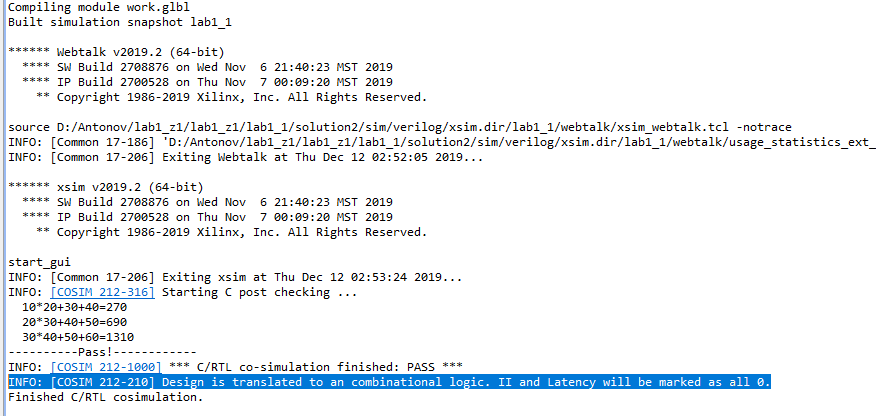 Compiling module work.glbl
Built simulation snapshot lab1_1
****** Webtalk v2019.2 (64-bit)
**** SW Build 2708876 on Wed Nov 6 21:40:23 MST 2019
**** IP Build 2700528 on Thu Nov 7 00:09:20 MST 2019
** Copyright 1986-2019 Xilinx, Inc. All Rights Reserved.
source D:/Antonov/lab1_z1/lab1_z1/lab1_1/solution2/sim/verilog/xsim.dir/lab1_1/webtalk/xsim_webtalk.tcl -notrace
INFO: [Common 17-186] 'D:/Antonov/lab1_z1/lab1_z1/lab1_1/solution2/sim/verilog/xsim.dir/lab1_1/webtalk/usage_statistics_ext_
INFO: [Common 17-206] Exiting Webtalk at Thu Dec 12 02:52:05 2019...
****** xsim v2019.2 (64-bit)
**** SW Build 2708876 on Wed Nov 6 21:40:23 MST 2019
**** IP Build 2700528 on Thu Nov 7 00:09:20 MST 2019
** Copyright 1986-2019 Xilinx, Inc. All Rights Reserved.
start_gui
INFO: [Common 17-206] Exiting xsim at Thu Dec 12 02:53:24 2019...
INFO: [COSIM 212-316] Starting C post checking ...
10*20+30+40=270
20*30+40+50=690
30*40+50+60=1310
----------Pass!------------
INFO: [COSIM 212-1000] *** C/RTL co-simulation finished: PASS ***
INFO: [COSIM 212-210] Design is translated to an combinational logic. II and Latency will be marked as all 0.
Finished C/RTL cosimulation.